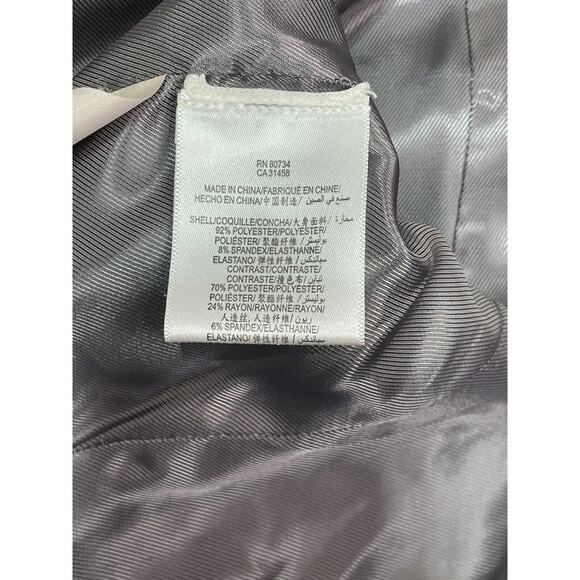 RN 80734
CA 31458
MADE IN CHINA/FABRIQUÉ EN CHINE/
HECHO EN CHINA/中国制造/ صنع في الصين
SHELL/COQUILLE/CONCHA/大身面料/ محارة
92% POLYESTER/POLYESTER/
POLIÉSTER/聚酯纤维/بوليستر
8% SPANDEX/ELASTHANNE/
ELASTANO/弹性纤维/سباندكس
CONTRAST/CONTRASTE/
CONTRASTE/撞色布/تباين
70% POLYESTER/POLYESTER/
POLIÉSTER/聚酯纤维/بوليستر
24% RAYON/RAYONNE/RAYON/
人造丝,人造纤维/ريون
6% SPANDEX/ELASTHANNE/
ELASTANO/弹性纤维/سباندكس